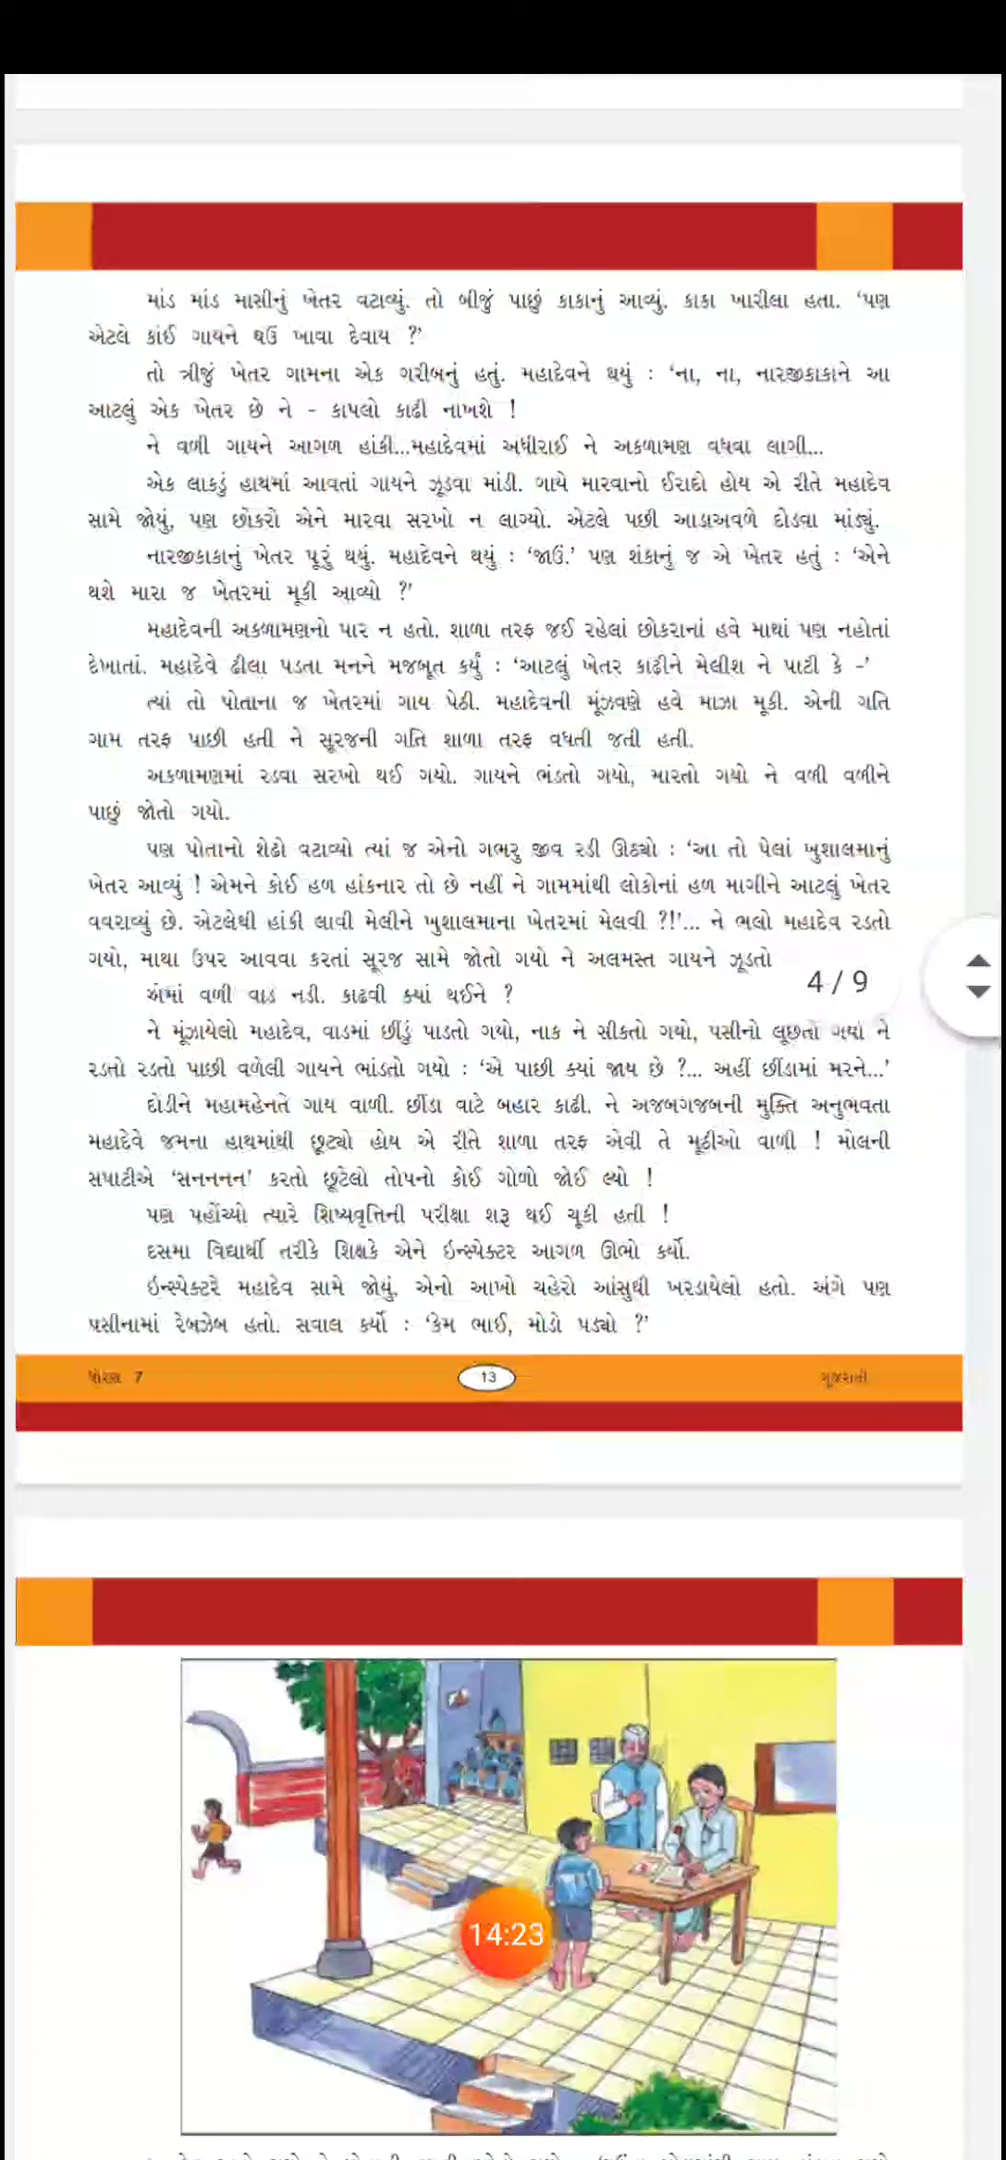 માંડ માંડ માસીનું ખેતર વટાવ્યું. તો બીજું પાછું કાકાનું આવ્યું. કાકા ખારીલા હતા. ‘પણ
એટલે કાંઈ ગાયને થઉં ખાવા દેવાય ?’
તો ત્રીજું ખેતર ગામના એક ગરીબનું હતું. મહાદેવને થયું : ‘ના, ના, નારજીકાકાને આ
આટલું એક ખેતર છે ને - કાપલો કાઢી નાખશે !
ને વળી ગાયને આગળ હાંકી...મહાદેવમાં અધીરાઈ ને અકળામણ વધવા લાગી...
એક લાકડું હાથમાં આવતાં ગાયને ઝૂડવા માંડી. ગાયે મારવાનો ઈરાદો હોય એ રીતે મહાદેવ
સામે જોયું, પણ છોકરો એને મારવા સરખો ન લાગ્યો. એટલે પછી આડાઅવળે દોડવા માંડ્યું.
નારજીકાકાનું ખેતર પૂરું થયું. મહાદેવને થયું : ‘જાઉં.’ પણ શંકાનું જ એ ખેતર હતું : ‘એને
થશે મારા જ ખેતરમાં મૂકી આવ્યો ?’
મહાદેવની અકળામણનો પાર ન હતો. શાળા તરફ જઈ રહેલાં છોકરાનાં હવે માથાં પણ નહોતાં
દેખાતાં. મહાદેવે ઢીલા પડતા મનને મજબૂત કર્યું : ‘આટલું ખેતર કાઢીને મેલીશ ને પાટી કે -’
ત્યાં તો પોતાના જ ખેતરમાં ગાય પેઠી. મહાદેવની મૂંઝવણે હવે માઝા મૂકી. એની ગતિ
ગામ તરફ પાછી હતી ને સૂરજની ગતિ શાળા તરફ વધતી જતી હતી.
અકળામણમાં રડવા સરખો થઈ ગયો. ગાયને ભંડતો ગયો, મારતો ગયો ને વળી વળીને
પાછું જોતો ગયો.
પણ પોતાનો શેઢો વટાવ્યો ત્યાં જ એનો ગભરુ જીવ રડી ઊઠ્યો : ‘આ તો પેલાં ખુશાલમાનું
ખેતર આવ્યું ! એમને કોઈ હળ હાંકનાર તો છે નહીં ને ગામમાંથી લોકોનાં હળ માગીને આટલું ખેતર
વવરાવ્યું છે. એટલેથી હાંકી લાવી મેલીને ખુશાલમાના ખેતરમાં મેલવી ?!’... ને ભલો મહાદેવ રડતો
ગયો, માથા ઉપર આવવા કરતાં સૂરજ સામે જોતો ગયો ને અલમસ્ત ગાયને ઝૂડતો
4 / 9
એમાં વળી વાડ નડી. કાઢવી ક્યાં થઈને ?
ને મૂંઝાયેલો મહાદેવ, વાડમાં છીંડું પાડતો ગયો, નાક ને સીકતો ગયો, પસીનો લૂછતો ગયો ને
રડતો રડતો પાછી વળેલી ગાયને ભાંડતો ગયો : ‘એ પાછી ક્યાં જાય છે ?... અહીં છીંડામાં મરને...’
દોડીને મહામહેનતે ગાય વાળી. છીંડા વાટે બહાર કાઢી. ને અજબગજબની મુક્તિ અનુભવતા
મહાદેવે જમના હાથમાંથી છૂટ્યો હોય એ રીતે શાળા તરફ એવી તે મૂઠીઓ વાળી ! મોલની
સપાટીએ ‘સનનનન’ કરતો છૂટેલો તોપનો કોઈ ગોળો જોઈ લ્યો !
પણ પહોંચ્યો ત્યારે શિષ્યવૃત્તિની પરીક્ષા શરૂ થઈ ચૂકી હતી !
દસમા વિદ્યાર્થી તરીકે શિક્ષકે એને ઇન્સ્પેક્ટર આગળ ઊભો કર્યો.
ઇન્સ્પેક્ટરે મહાદેવ સામે જોયું. એનો આખો ચહેરો આંસુથી ખરડાયેલો હતો. અંગે પણ
પસીનામાં રેબઝેબ હતો. સવાલ કર્યો : ‘કેમ ભાઈ, મોડો પડ્યો ?’
ધોરણ 7
13
ગુજરાતી
14:23